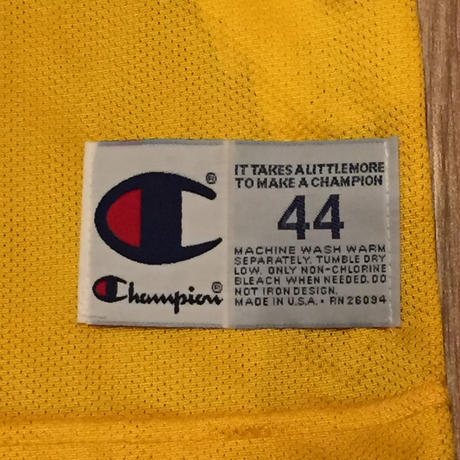 Champion
IT TAKES A LITTLE MORE
TO MAKE A CHAMPION
44
MACHINE WASH WARM
SEPARATELY. TUMBLE DRY
LOW. ONLY NON-CHLORINE
BLEACH WHEN NEEDED. DO
NOT IRON DESIGN.
MADE IN U.S.A. • RN 26094